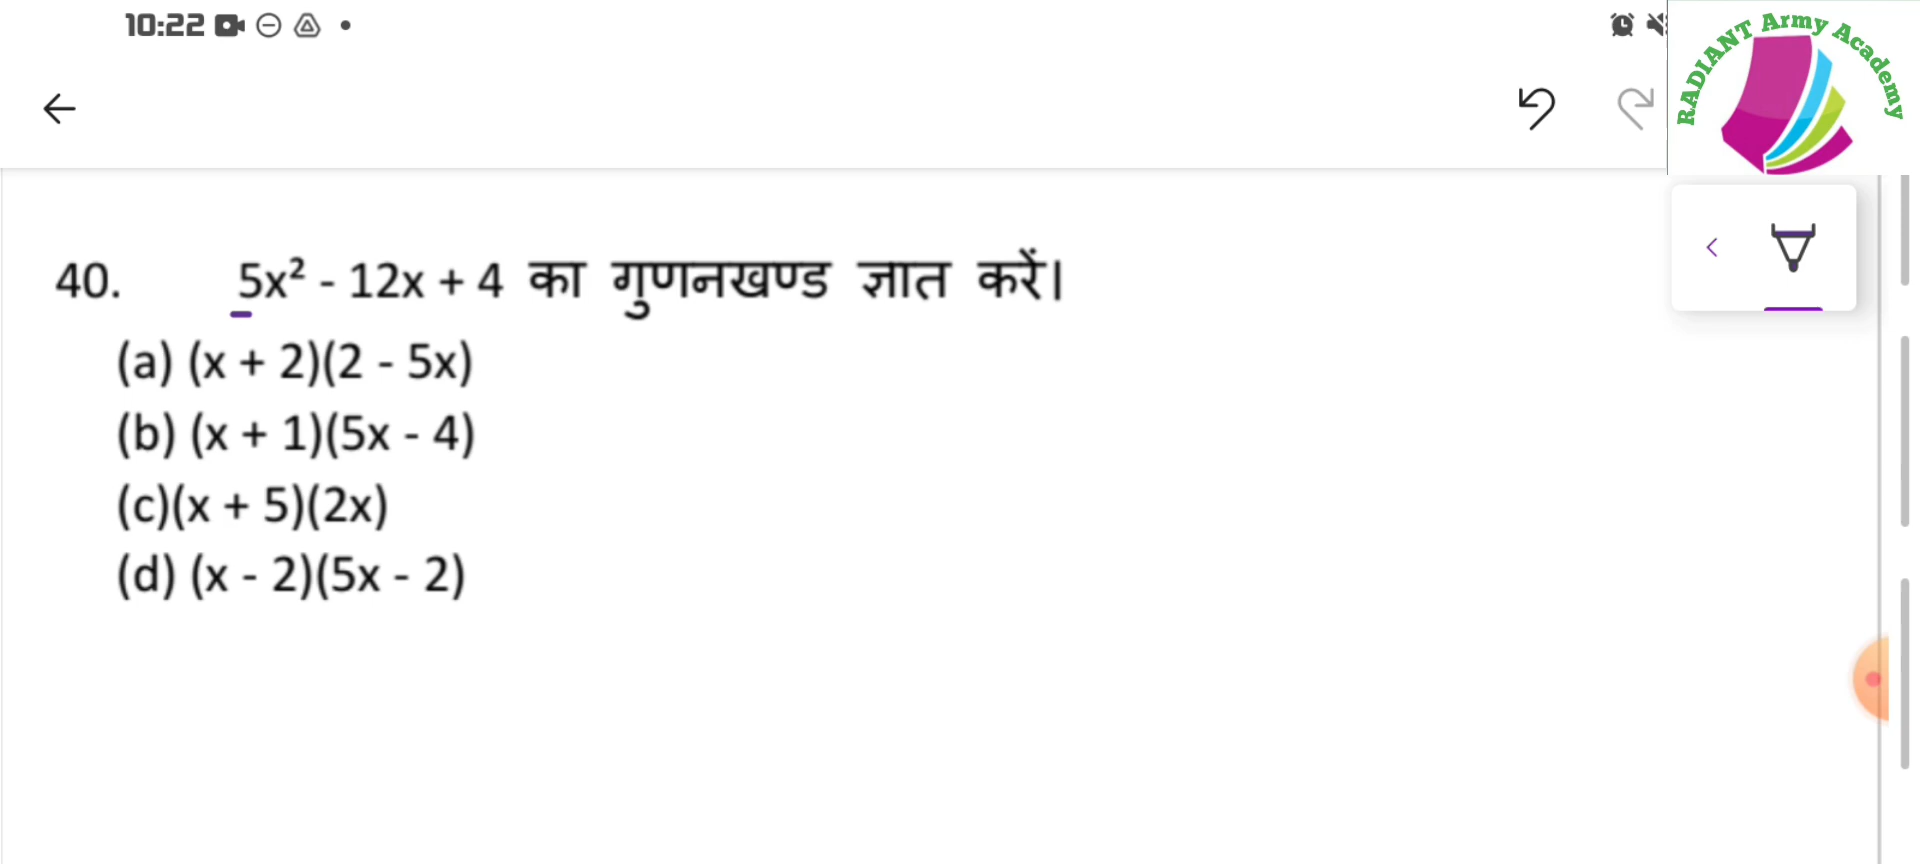 10:22
RADIANT Army Academy
40. 5x² - 12x + 4 का गुणनखण्ड ज्ञात करें।
(a) (x + 2)(2 - 5x)
(b) (x + 1)(5x - 4)
(c)(x + 5)(2x)
(d) (x - 2)(5x - 2)